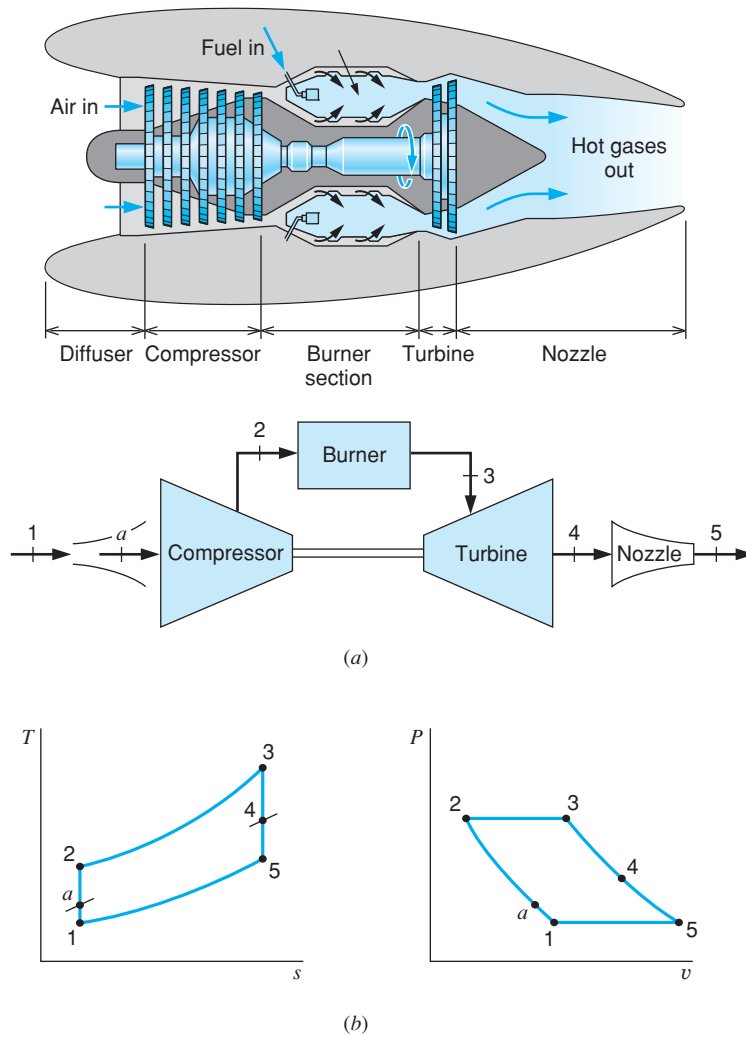 Fuel in
Air in
Hot gases
out
Diffuser Compressor Burner Turbine Nozzle
section
2
Burner
3
1
a
Compressor
Turbine
4
Nozzle
5
(a)
T
3
4
2
5
a
1
s
P
2
3
4
a
1
5
v
(b)